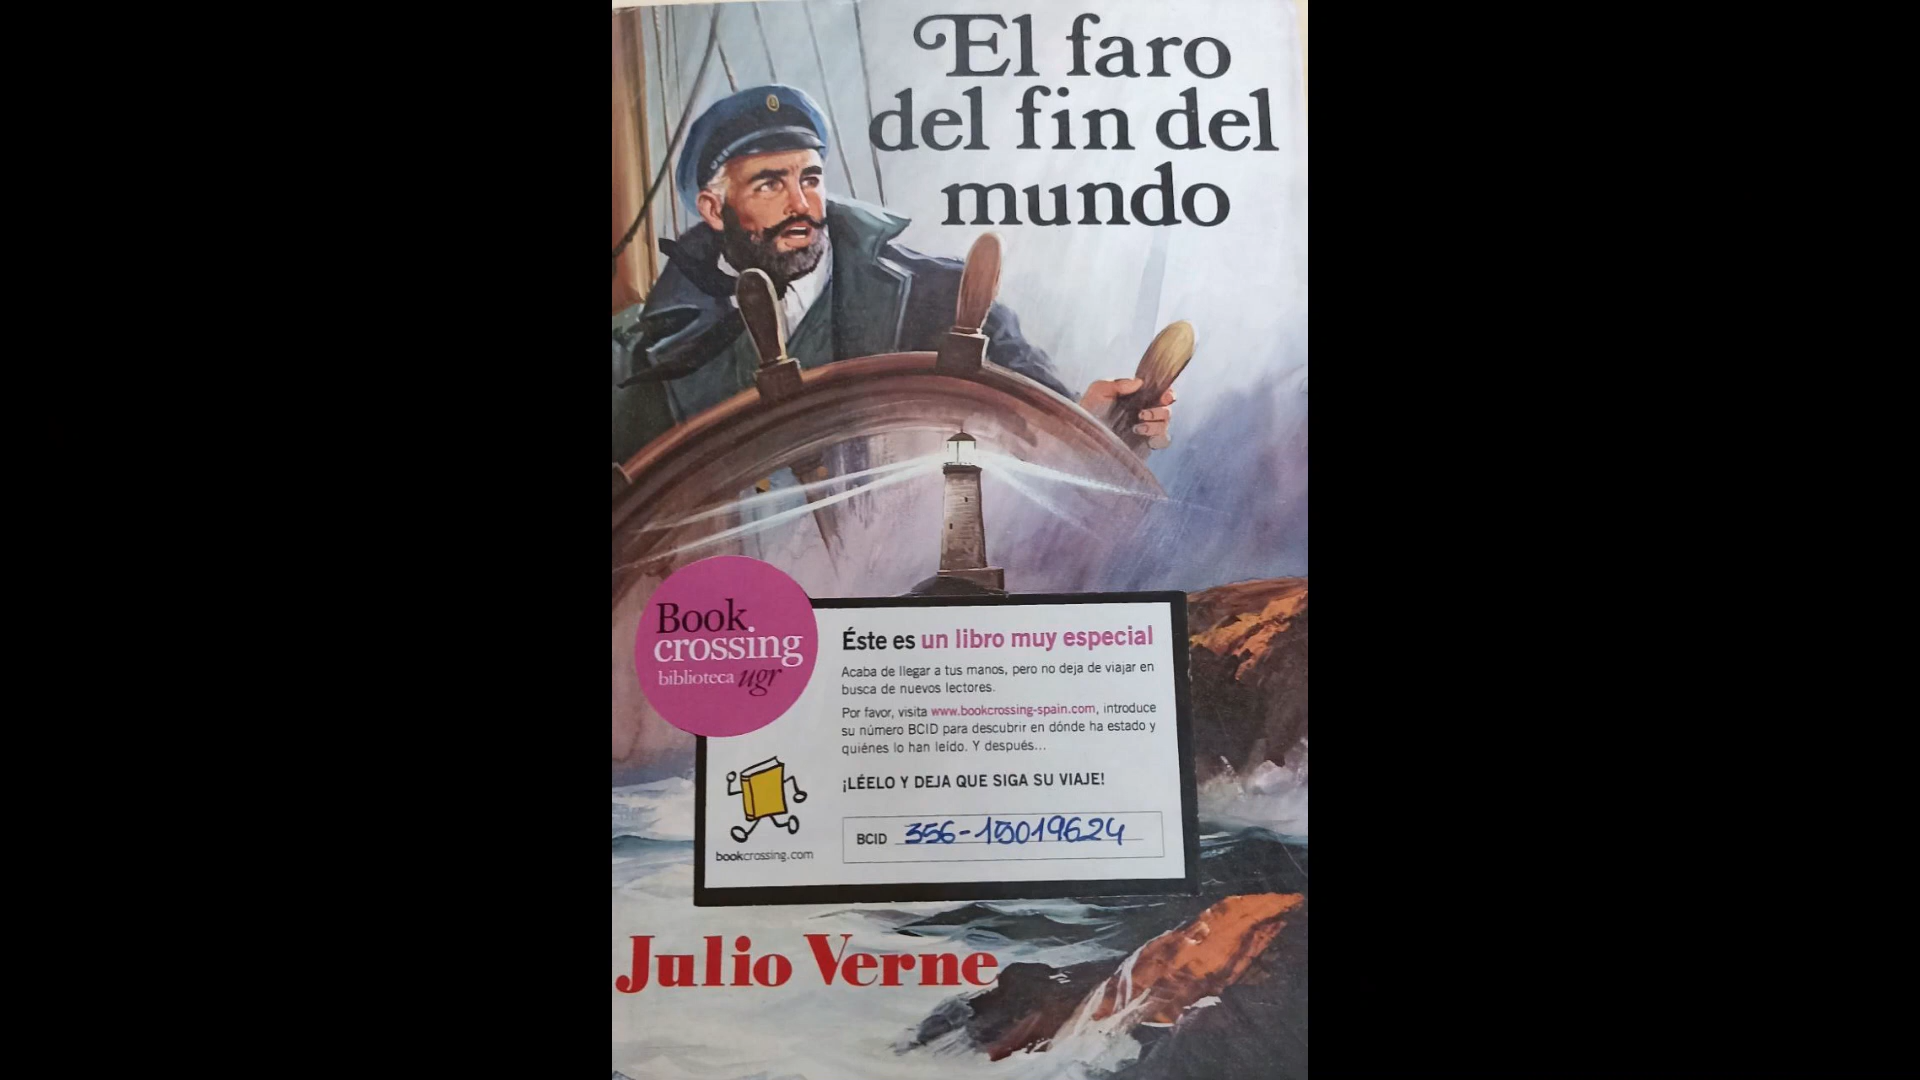 El faro
del fin del
mundo
Book
crossing
biblioteca ugr
Éste es un libro muy especial
Acaba de llegar a tus manos, pero no deja de viajar en
busca de nuevos lectores.
Por favor, visita www.bookcrossing-spain.com, introduce
su número BCID para descubrir en dónde ha estado y
quiénes lo han leído. Y después...
¡LÉELO Y DEJA QUE SIGA SU VIAJE!
bookcrossing.com
BCID 356-15019624
Julio Verne